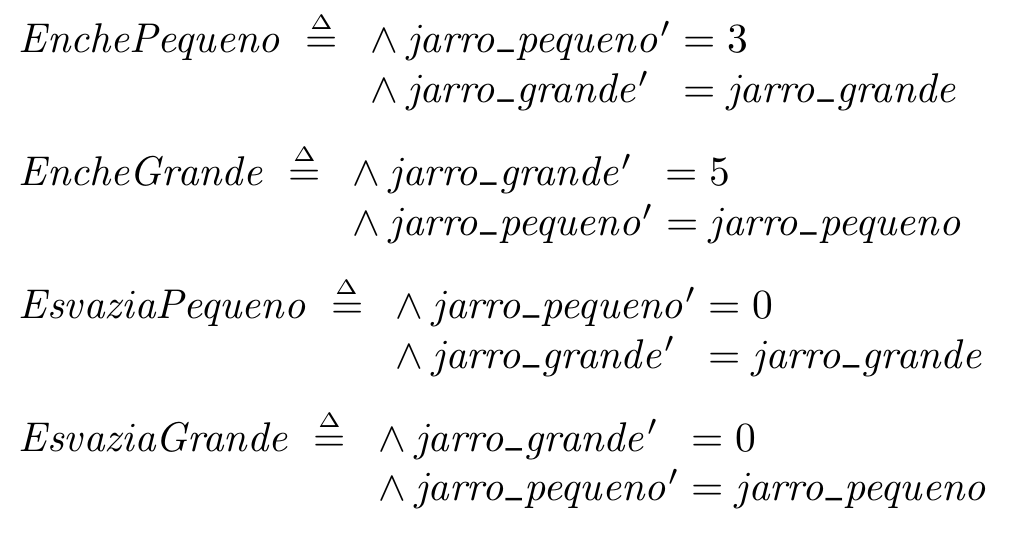 EnchePequeno ≜ ∧ jarro_pequeno′ = 3
∧ jarro_grande′ = jarro_grande
EncheGrande ≜ ∧ jarro_grande′ = 5
∧ jarro_pequeno′ = jarro_pequeno
EsvaziaPequeno ≜ ∧ jarro_pequeno′ = 0
∧ jarro_grande′ = jarro_grande
EsvaziaGrande ≜ ∧ jarro_grande′ = 0
∧ jarro_pequeno′ = jarro_pequeno